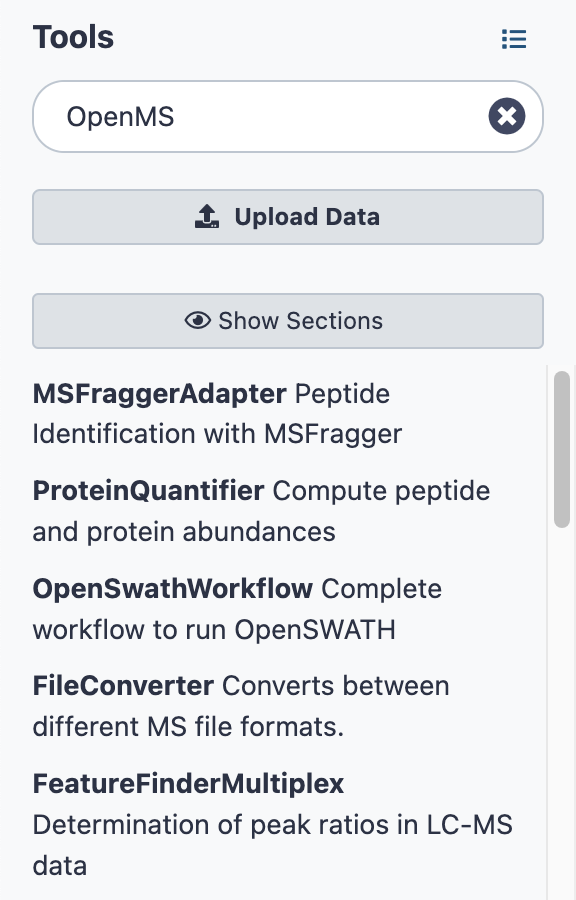 Tools
OpenMS
Upload Data
Show Sections
MSFraggerAdapter Peptide
Identification with MSFragger
ProteinQuantifier Compute peptide
and protein abundances
OpenSwathWorkflow Complete
workflow to run OpenSWATH
FileConverter Converts between
different MS file formats.
FeatureFinderMultiplex
Determination of peak ratios in LC-MS
data